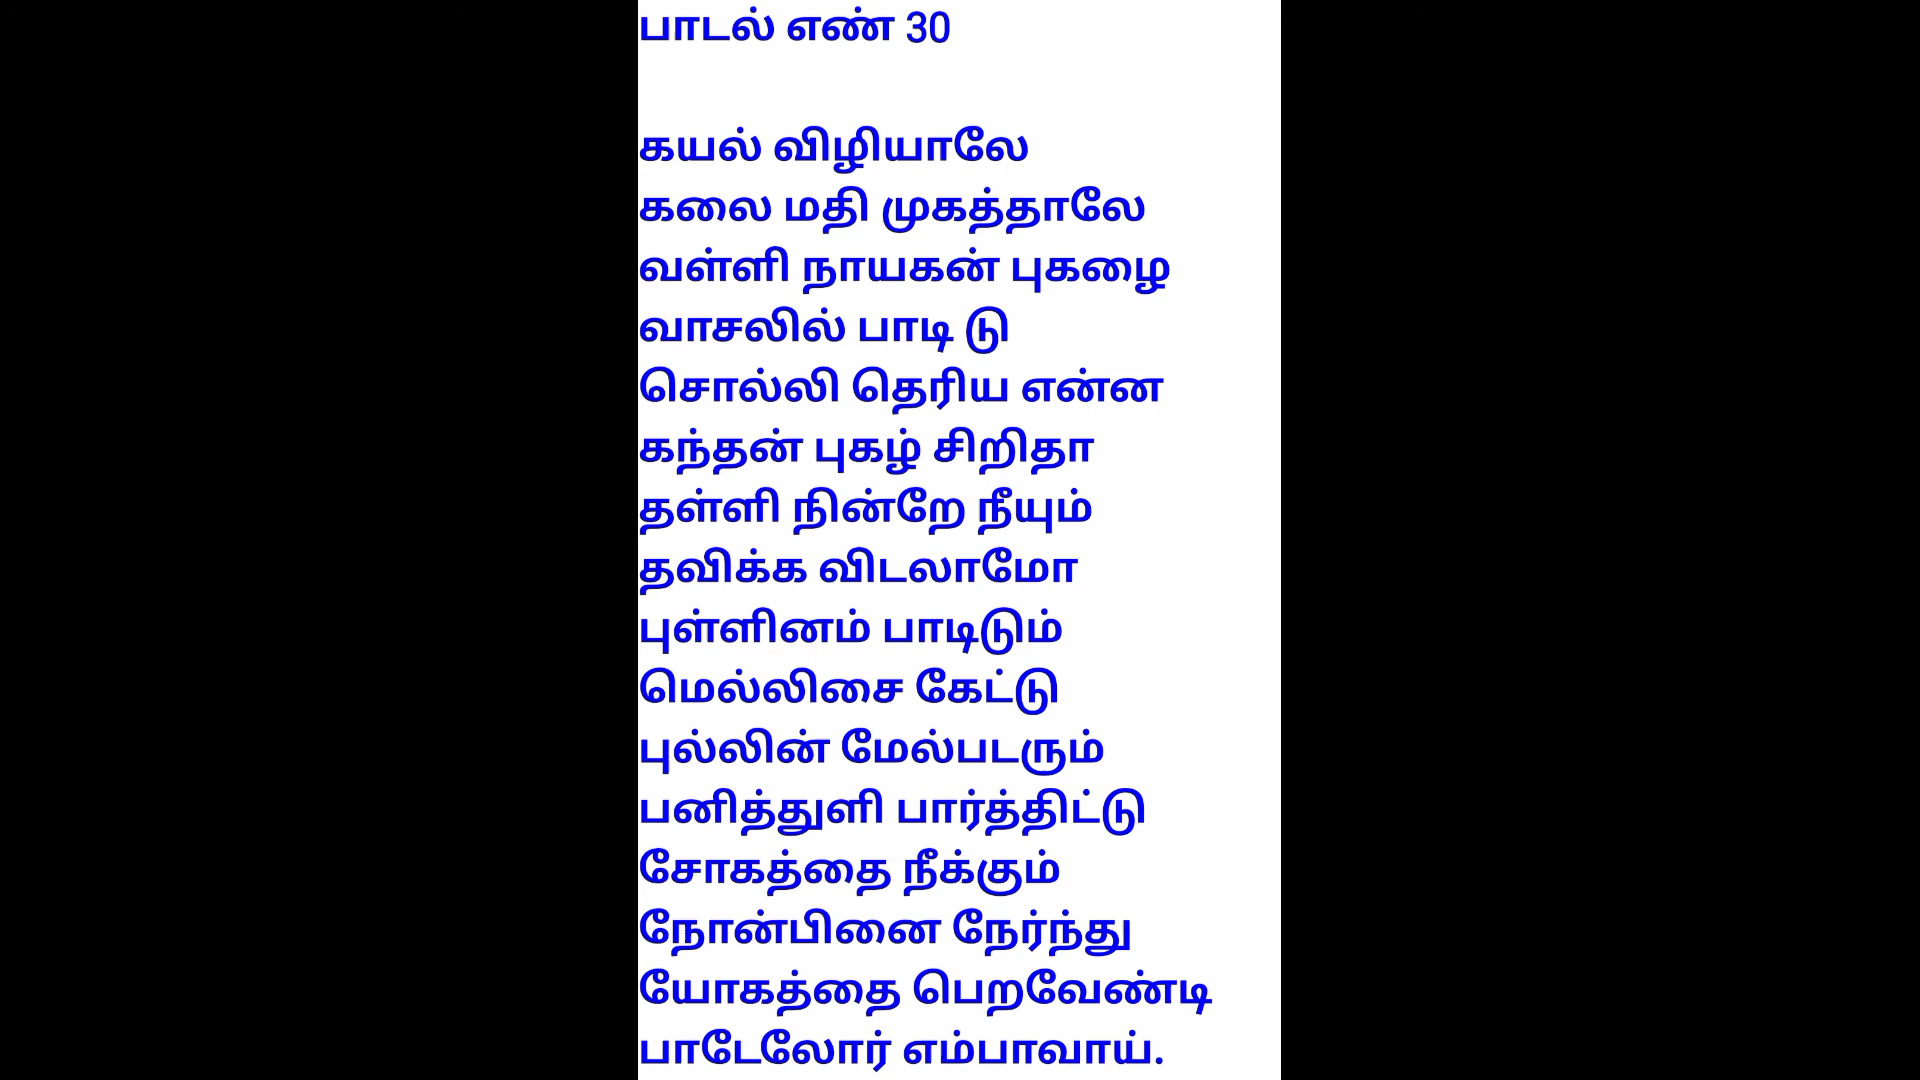 பாடல் எண் 30
கயல் விழியாலே
கலை மதி முகத்தாலே
வள்ளி நாயகன் புகழை
வாசலில் பாடி டு
சொல்லி தெரிய என்ன
கந்தன் புகழ் சிறிதா
தள்ளி நின்றே நீயும்
தவிக்க விடலாமோ
புள்ளினம் பாடிடும்
மெல்லிசை கேட்டு
புல்லின் மேல்படரும்
பனித்துளி பார்த்திட்டு
சோகத்தை நீக்கும்
நோன்பினை நேர்ந்து
யோகத்தை பெறவேண்டி
பாடேலோர் எம்பாவாய்.